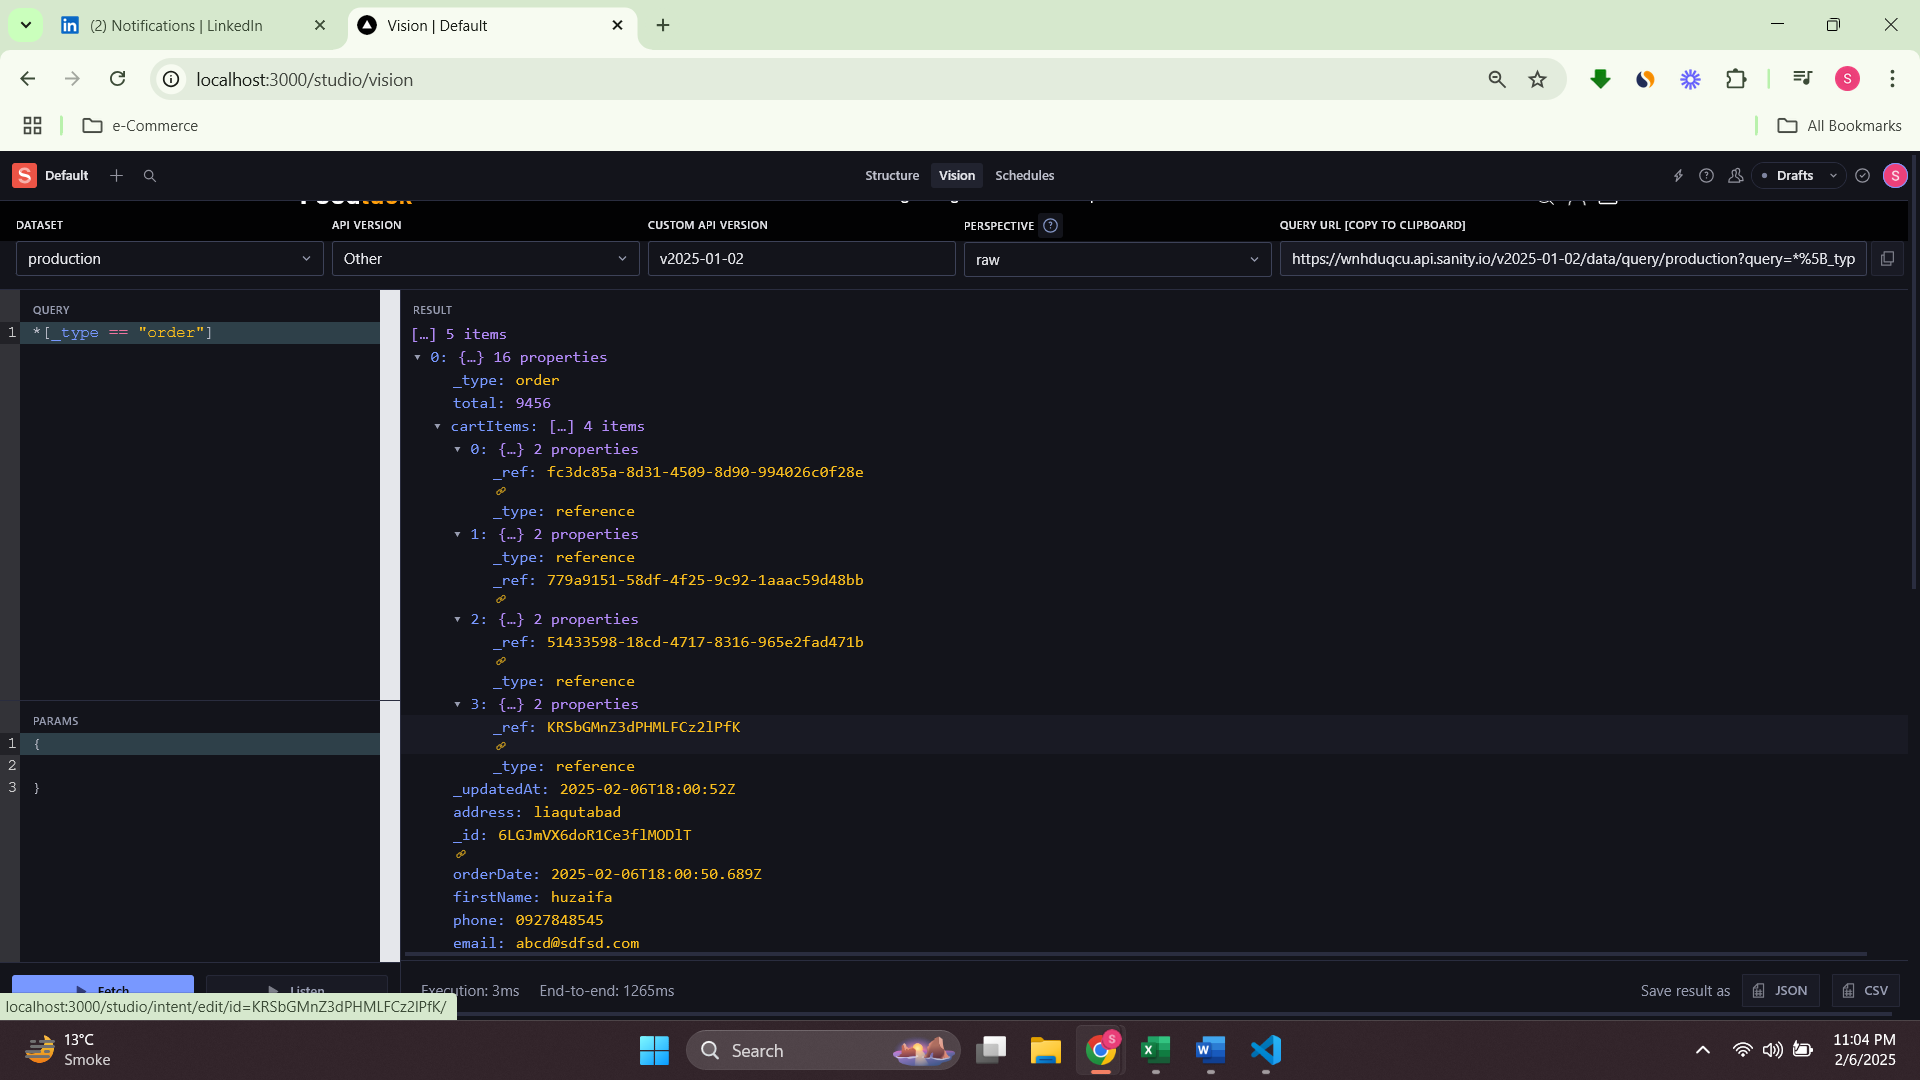 (2) Notifications | LinkedIn
Vision | Default
localhost:3000/studio/vision
S
e-Commerce
All Bookmarks
S Default
Structure Vision Schedules
Drafts
S
DATASET
API VERSION
CUSTOM API VERSION
PERSPECTIVE
QUERY URL [COPY TO CLIPBOARD]
production
Other
v2025-01-02
raw
https://wnhduqcu.api.sanity.io/v2025-01-02/data/query/production?query=*%5B_typ
QUERY
1 *[_type == "order"]
PARAMS
1 {
2
3 }
RESULT
[…] 5 items
0: {…} 16 properties
_type: order
total: 9456
cartItems: […] 4 items
0: {…} 2 properties
_ref: fc3dc85a-8d31-4509-8d90-994026c0f28e
_type: reference
1: {…} 2 properties
_type: reference
_ref: 779a9151-58df-4f25-9c92-1aaac59d48bb
2: {…} 2 properties
_ref: 51433598-18cd-4717-8316-965e2fad471b
_type: reference
3: {…} 2 properties
_ref: KRSbGMnZ3dPHMLFCz2lPfK
_type: reference
_updatedAt: 2025-02-06T18:00:52Z
address: liaqutabad
_id: 6LGJmVX6doR1Ce3flMODlT
orderDate: 2025-02-06T18:00:50.689Z
firstName: huzaifa
phone: 0927848545
email: abcd@sdfsd.com
Fetch
Listen
Execution: 3ms End-to-end: 1265ms
Save result as JSON CSV
localhost:3000/studio/intent/edit/id=KRSbGMnZ3dPHMLFCz2lPfK/
13°C
Smoke
Search
S
11:04 PM
2/6/2025